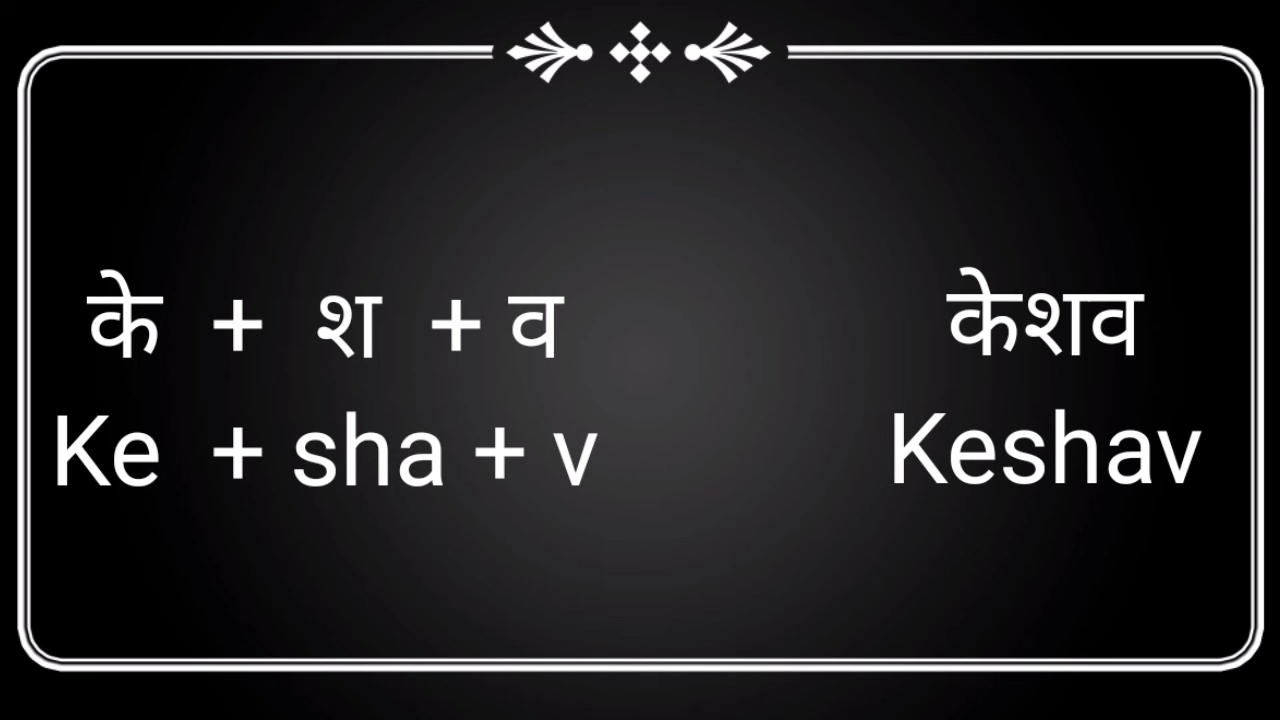 के + श + व केशव
Ke + sha + v Keshav